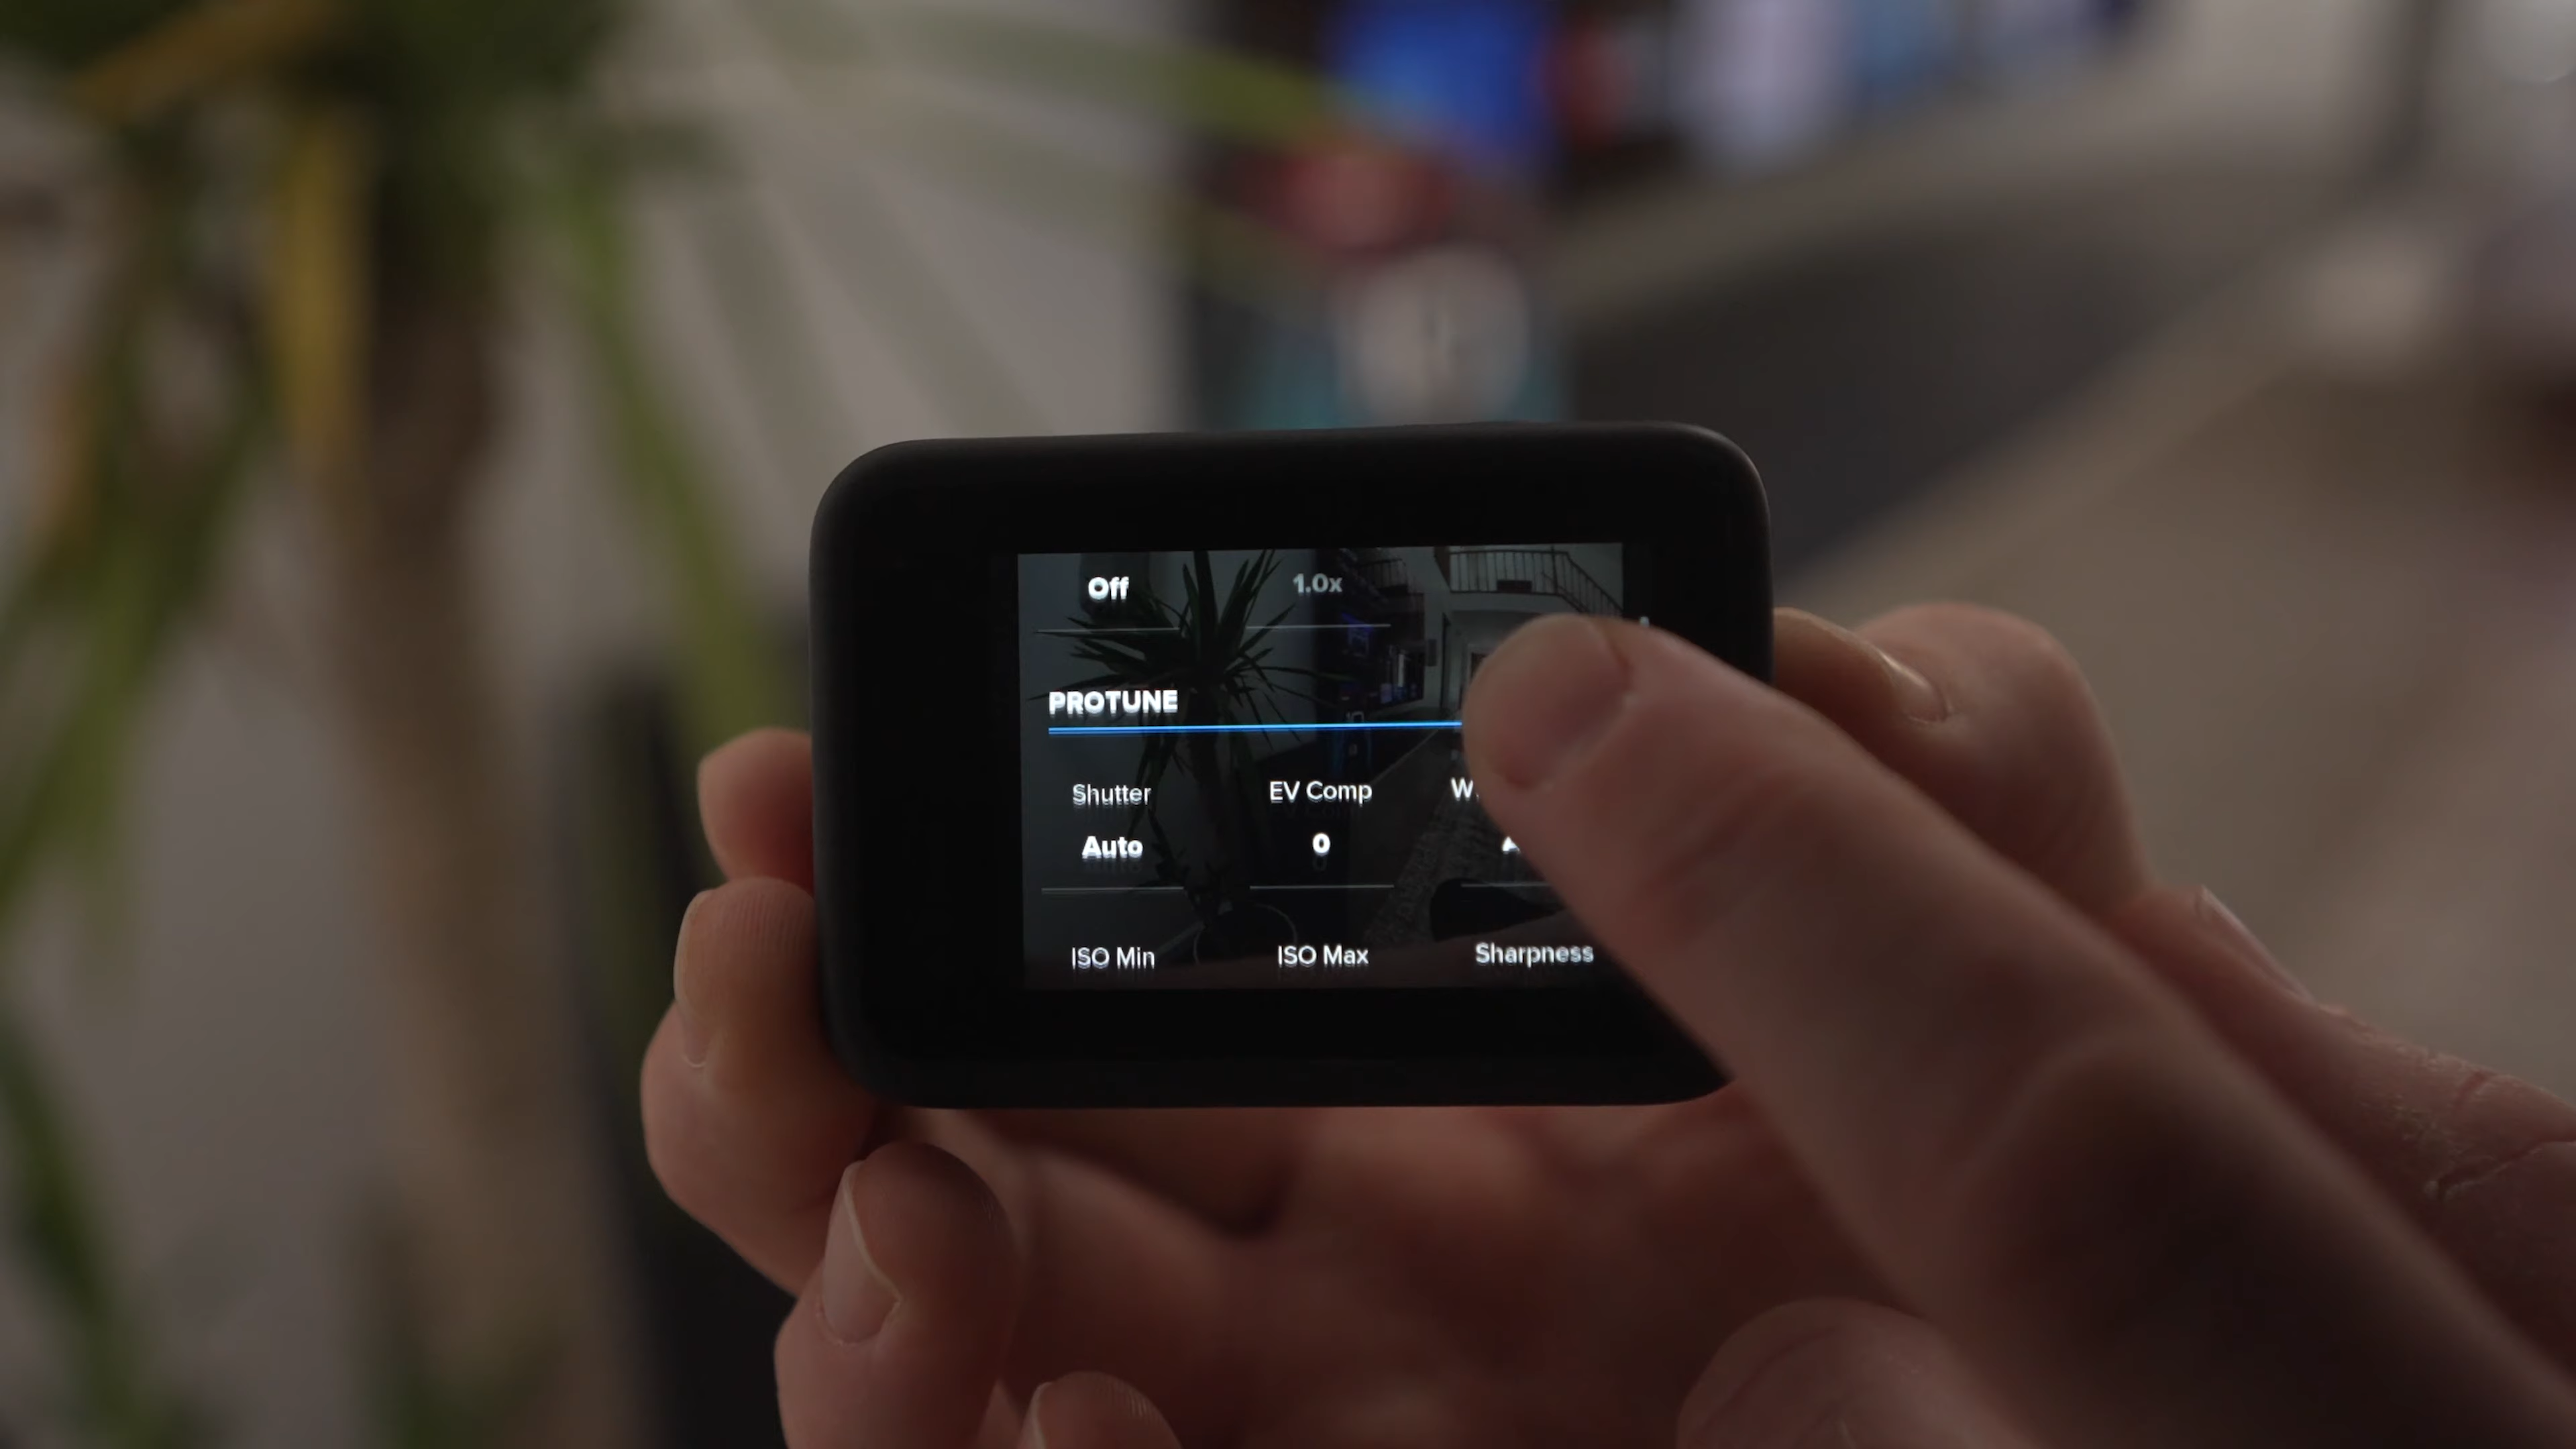 Off 1.0x
PROTUNE
Shutter EV Comp
Auto 0
ISO Min ISO Max Sharpness